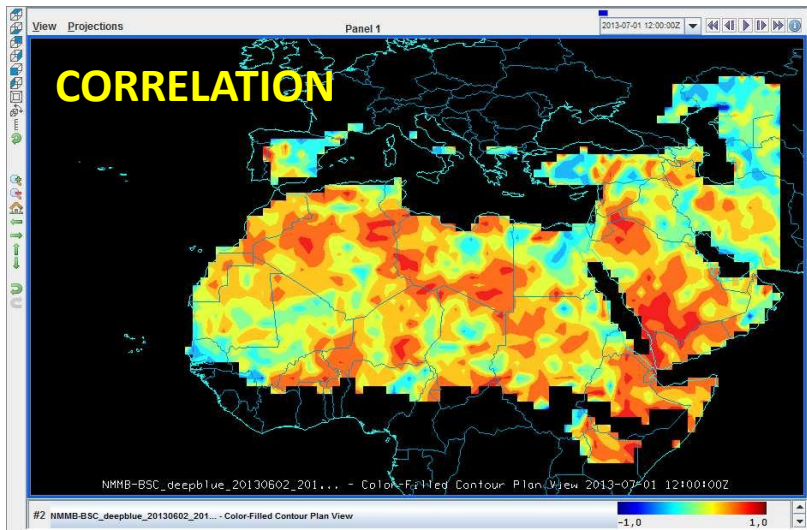 View Projections
Panel 1
2013-07-01 12:00:00Z
CORRELATION
NMMB-BSC_deepblue_20130602_201... - Color-Filled Contour Plan View 2013-07-01 12:00:00Z
#2 NMMB-BSC_deepblue_20130602_201... - Color-Filled Contour Plan View
-1,0
1,0